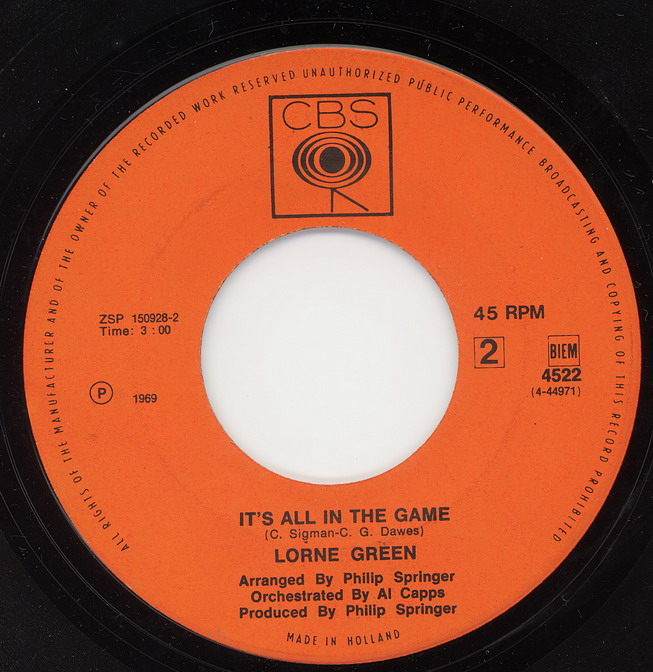 ALL RIGHTS OF THE MANUFACTURER AND OF THE OWNER OF THE RECORDED WORK RESERVED UNAUTHORIZED PUBLIC PERFORMANCE BROADCASTING AND COPYING OF THIS RECORD PROHIBITED
CBS
ZSP 150928-2
Time: 3 : 00
P 1969
45 RPM
2
BIEM
4522
(4-44971)
IT'S ALL IN THE GAME
(C. Sigman-C. G. Dawes)
LORNE GREEN
Arranged By Philip Springer
Orchestrated By Al Capps
Produced By Philip Springer
MADE IN HOLLAND